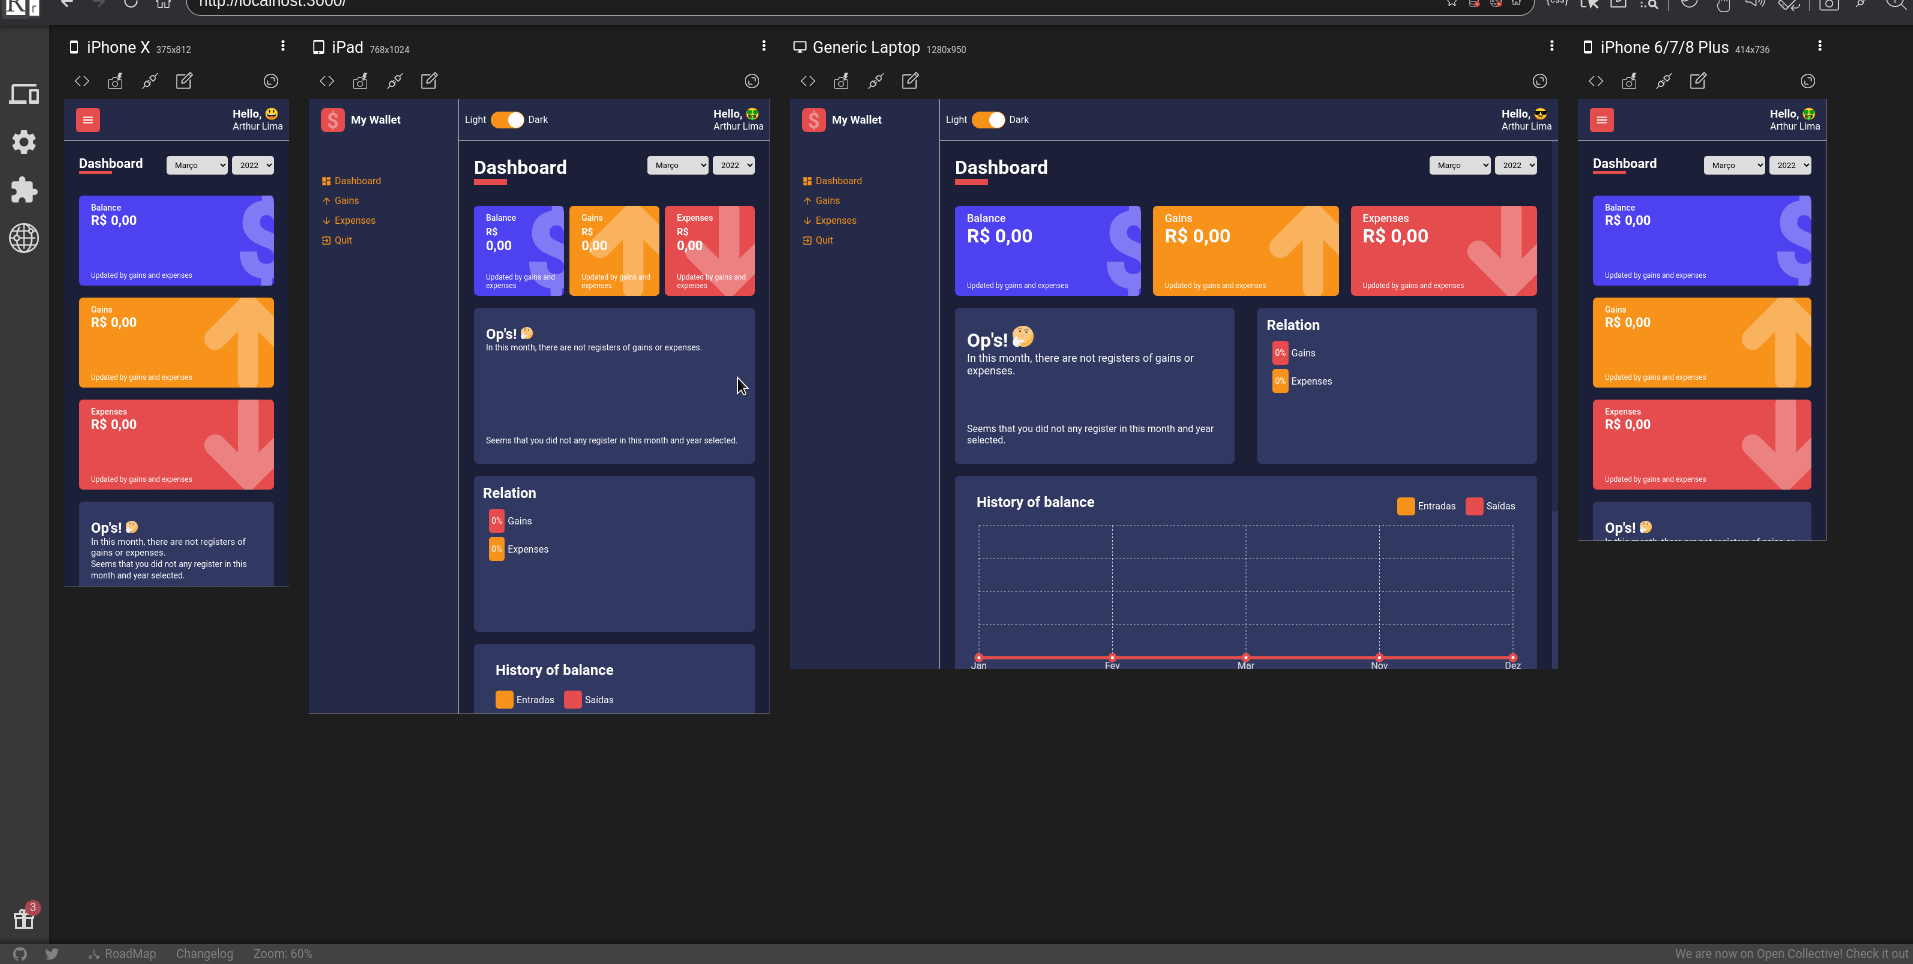 http://localhost:3000/
iPhone X 375x812
Hello, 😃
Arthur Lima
Dashboard
Março
2022
Balance
R$ 0,00
Updated by gains and expenses
Gains
R$ 0,00
Updated by gains and expenses
Expenses
R$ 0,00
Updated by gains and expenses
Op's! 🤔
In this month, there are not registers of
gains or expenses.
Seems that you did not any register in this
month and year selected.
iPad 768x1024
My Wallet
Light
Dark
Hello, 🤑
Arthur Lima
Dashboard
Gains
Expenses
Quit
Dashboard
Março
2022
Balance
R$
0,00
Updated by gains and
expenses
Gains
R$
0,00
Updated by gains and
expenses
Expenses
R$
0,00
Updated by gains and
expenses
Op's! 🤔
In this month, there are not registers of gains or expenses.
Seems that you did not any register in this month and year selected.
Relation
0% Gains
0% Expenses
History of balance
Entradas
Saídas
Generic Laptop 1280x950
My Wallet
Light
Dark
Hello, 😎
Arthur Lima
Dashboard
Gains
Expenses
Quit
Dashboard
Março
2022
Balance
R$ 0,00
Updated by gains and expenses
Gains
R$ 0,00
Updated by gains and expenses
Expenses
R$ 0,00
Updated by gains and expenses
Op's! 🤔
In this month, there are not registers of gains or
expenses.
Seems that you did not any register in this month and year
selected.
Relation
0% Gains
0% Expenses
History of balance
Entradas
Saídas
Jan
Fev
Mar
Nov
Dez
iPhone 6/7/8 Plus 414x736
Hello, 🤑
Arthur Lima
Dashboard
Março
2022
Balance
R$ 0,00
Updated by gains and expenses
Gains
R$ 0,00
Updated by gains and expenses
Expenses
R$ 0,00
Updated by gains and expenses
Op's! 🤔
3
RoadMap
Changelog
Zoom: 60%
We are now on Open Collective! Check it out